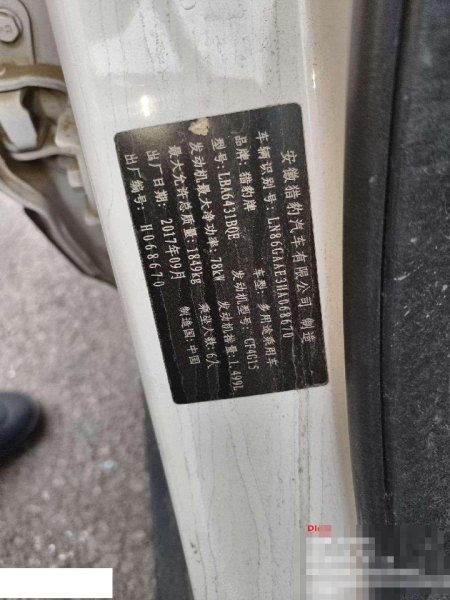 安徽猎豹汽车有限公司 制造
车辆识别号: LN86GAAE3HA068670
品牌: 猎豹牌 车型: 多用途乘用车
型号: LBA6431BQE 发动机型号: CF4G15
发动机最大净功率: 78kW 发动机排量: 1.499L
最大允许总质量: 1849kg 乘坐人数: 6人
出厂日期: 2017年09月 制造国: 中国
出厂编号: H068670